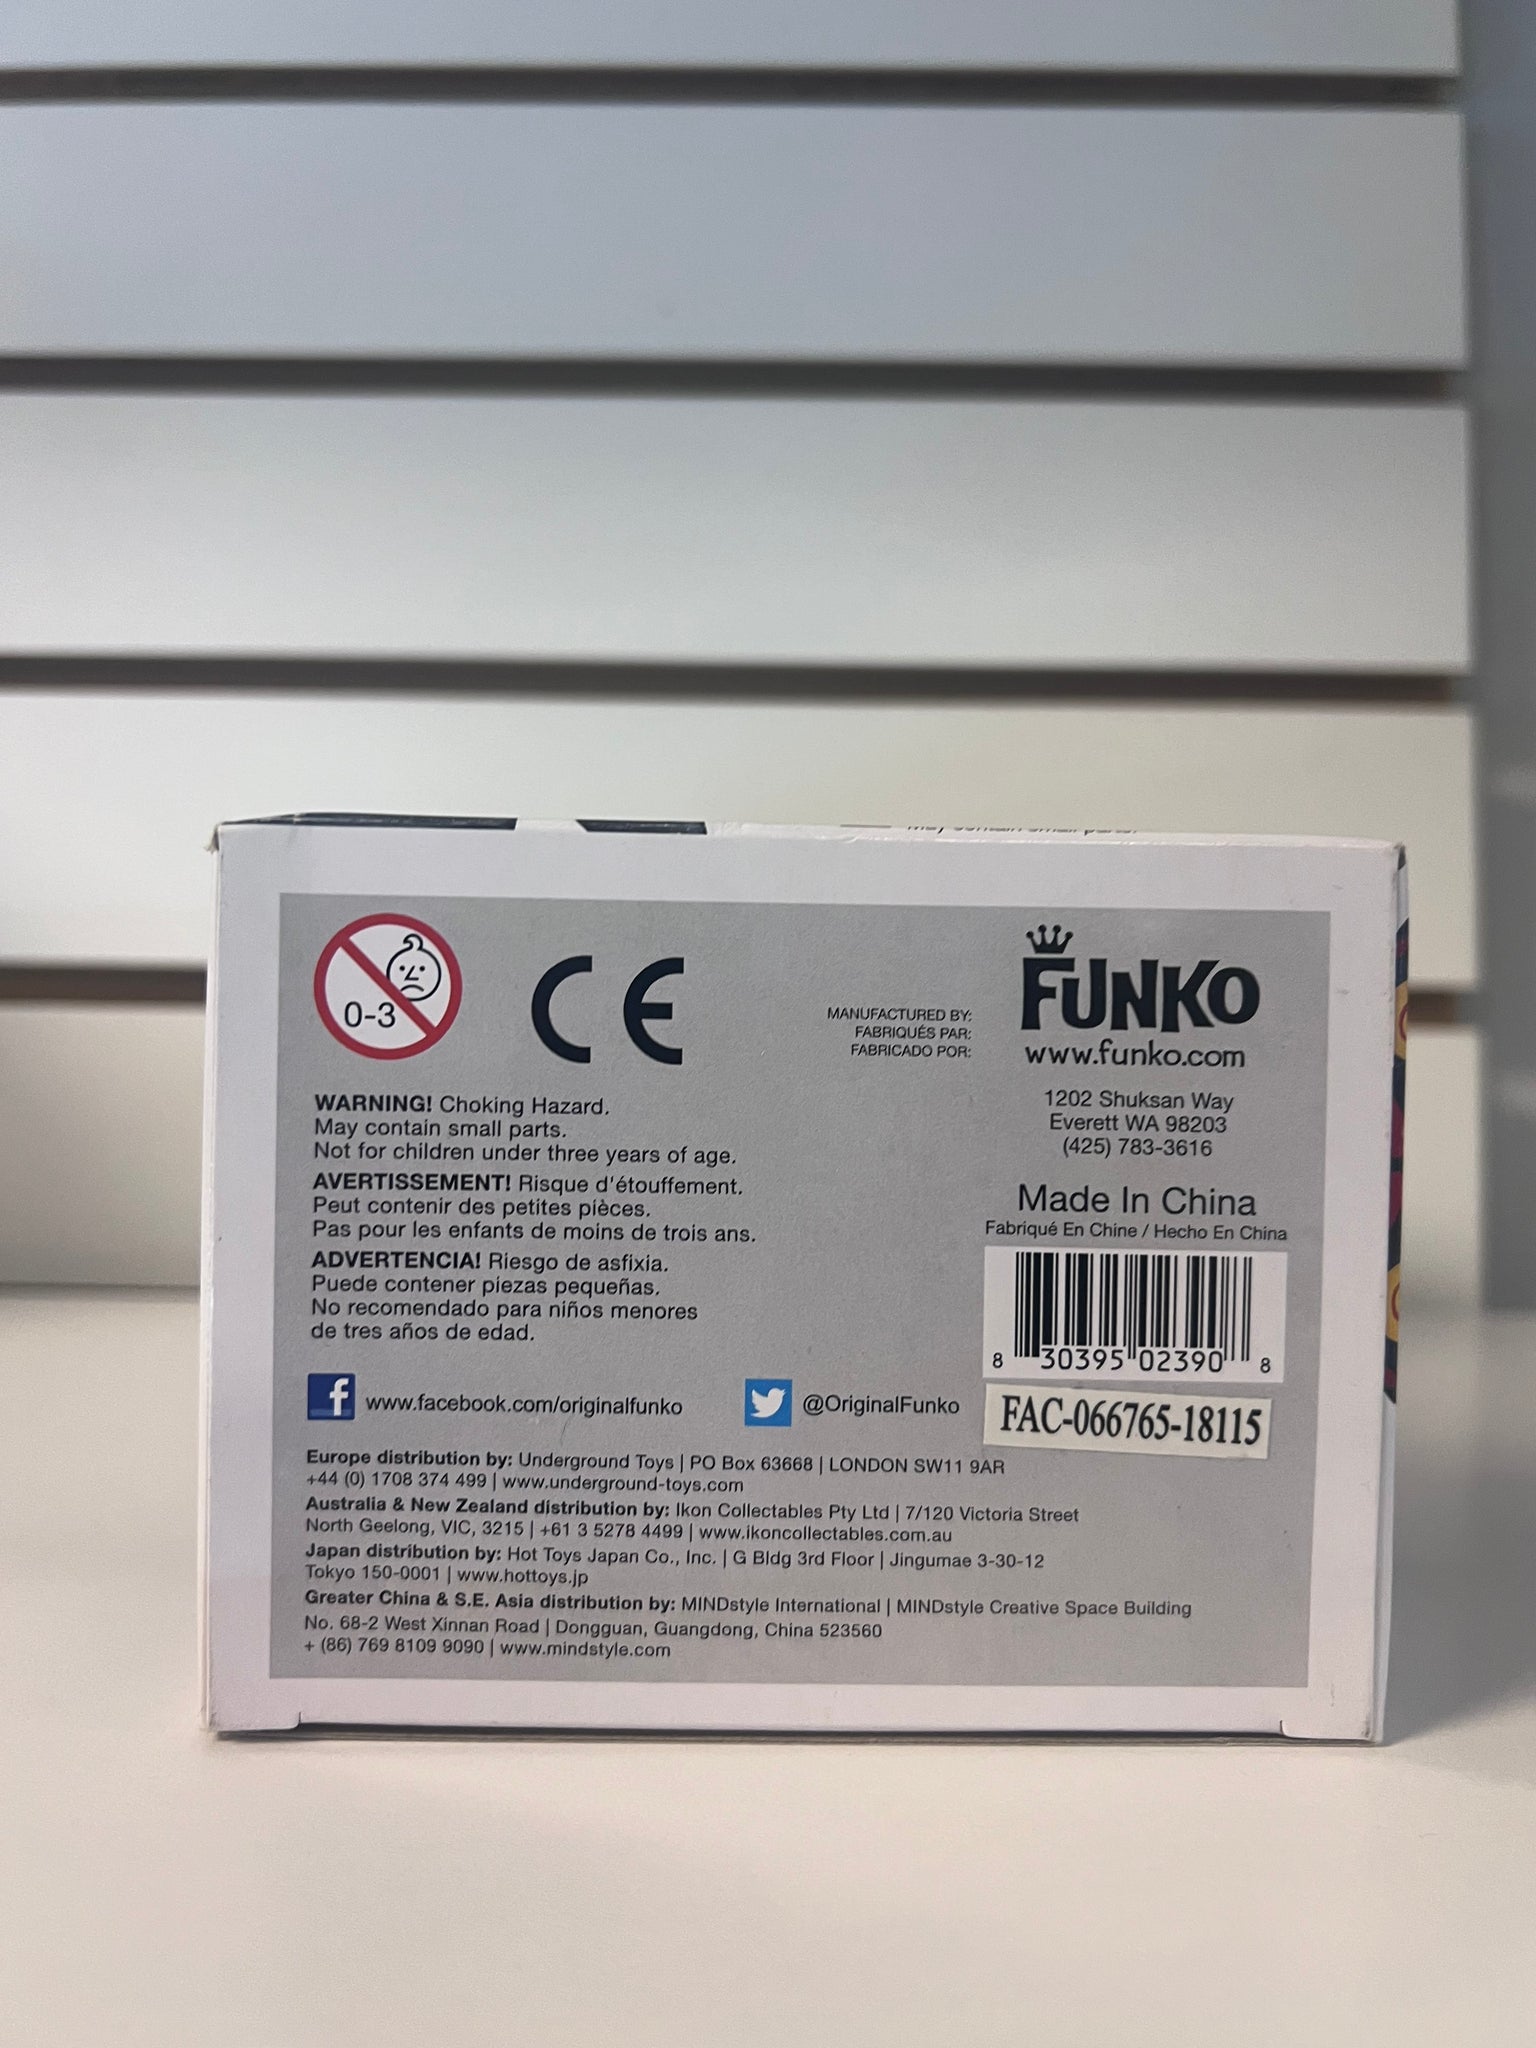 May contain small parts.
0-3
CE
MANUFACTURED BY:
FABRIQUÉS PAR:
FABRICADO POR:
FUNKO
www.funko.com
1202 Shuksan Way
Everett WA 98203
(425) 783-3616
WARNING! Choking Hazard.
May contain small parts.
Not for children under three years of age.
AVERTISSEMENT! Risque d'étouffement.
Peut contenir des petites pièces.
Pas pour les enfants de moins de trois ans.
ADVERTENCIA! Riesgo de asfixia.
Puede contener piezas pequeñas.
No recomendado para niños menores
de tres años de edad.
Made In China
Fabriqué En Chine / Hecho En China
8 30395 02390 8
FAC-066765-18115
f www.facebook.com/originalfunko
@OriginalFunko
Europe distribution by: Underground Toys | PO Box 63668 | LONDON SW11 9AR
+44 (0) 1708 374 499 | www.underground-toys.com
Australia & New Zealand distribution by: Ikon Collectables Pty Ltd | 7/120 Victoria Street
North Geelong, VIC, 3215 | +61 3 5278 4499 | www.ikoncollectables.com.au
Japan distribution by: Hot Toys Japan Co., Inc. | G Bldg 3rd Floor | Jingumae 3-30-12
Tokyo 150-0001 | www.hottoys.jp
Greater China & S.E. Asia distribution by: MINDstyle International | MINDstyle Creative Space Building
No. 68-2 West Xinnan Road | Dongguan, Guangdong, China 523560
+ (86) 769 8109 9090 | www.mindstyle.com